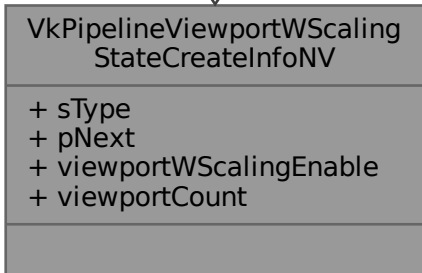 VkPipelineViewportWScaling
StateCreateInfoNV
+ sType
+ pNext
+ viewportWScalingEnable
+ viewportCount